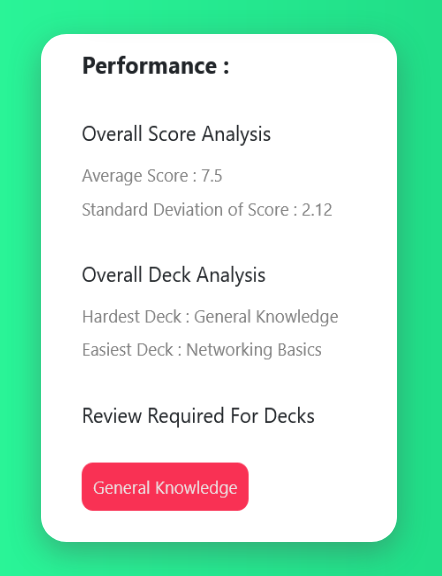 Performance :
Overall Score Analysis
Average Score : 7.5
Standard Deviation of Score : 2.12
Overall Deck Analysis
Hardest Deck : General Knowledge
Easiest Deck : Networking Basics
Review Required For Decks
General Knowledge